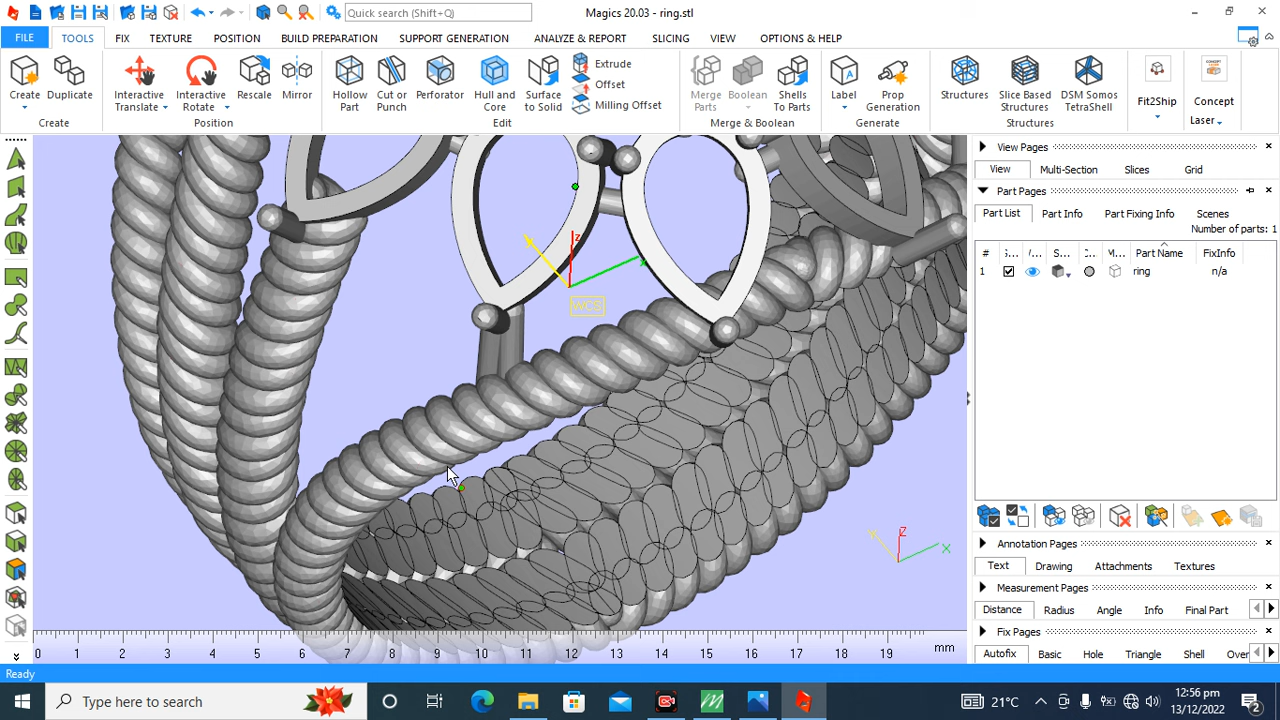 Magics 20.03 - ring.stl
Quick search (Shift+Q)
FILE TOOLS FIX TEXTURE POSITION BUILD PREPARATION SUPPORT GENERATION ANALYZE & REPORT SLICING VIEW OPTIONS & HELP
Create Duplicate
Create
Interactive Translate Interactive Rotate Rescale Mirror
Position
Hollow Part Cut or Punch Perforator Hull and Core Surface to Solid
Extrude
Offset
Milling Offset
Edit
Merge Parts Boolean Shells To Parts
Merge & Boolean
Label Prop Generation
Generate
Structures Slice Based Structures DSM Somos TetraShell
Structures
Fit2Ship Concept Laser
View Pages
View Multi-Section Slices Grid
Part Pages
Part List Part Info Part Fixing Info Scenes
Number of parts: 1
# I... /... S... ... M... Part Name FixInfo
1 ring n/a
Annotation Pages
Text Drawing Attachments Textures
Measurement Pages
Distance Radius Angle Info Final Part
Fix Pages
Autofix Basic Hole Triangle Shell Over
Z
Y
X
WCS
Z
Y
X
0 1 2 3 4 5 6 7 8 9 10 11 12 13 14 15 16 17 18 19 mm
Ready
Type here to search
21°C
12:56 pm
13/12/2022
2